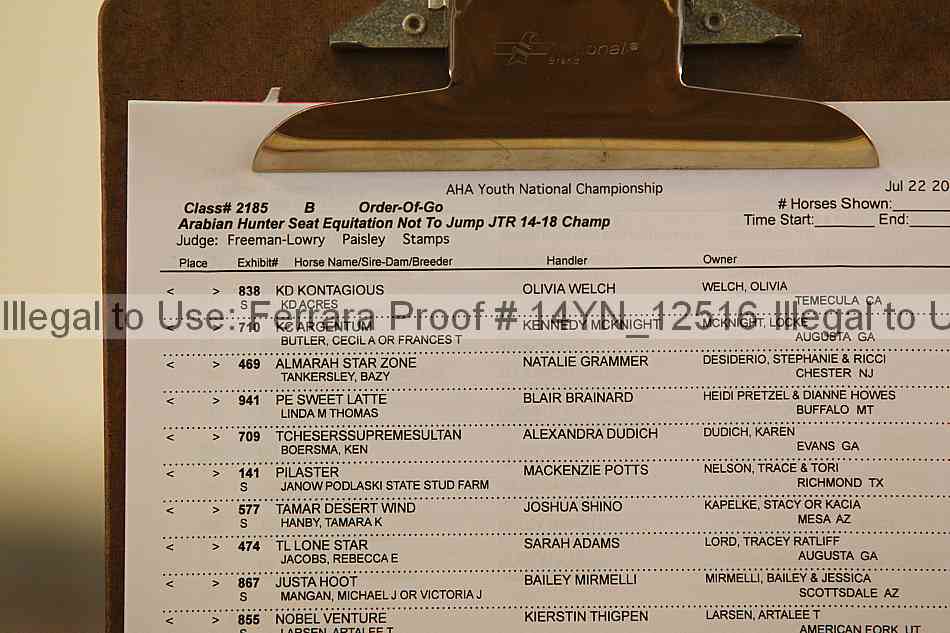 National®
Brand
AHA Youth National Championship
Jul 22 20
Class# 2185 B Order-Of-Go # Horses Shown:
Arabian Hunter Seat Equitation Not To Jump JTR 14-18 Champ Time Start: End:
Judge: Freeman-Lowry Paisley Stamps
Place Exhibit# Horse Name/Sire-Dam/Breeder Handler Owner
< > 838 KD KONTAGIOUS OLIVIA WELCH WELCH, OLIVIA
S KD ACRES TEMECULA CA
Illegal to Use:: Ferrara Proof # 14YN_12516 Illegal to U
< > 710 KC ARGENTUM KENNEDY MCKNIGHT MCKNIGHT, LOCKE
BUTLER, CECIL A OR FRANCES T AUGUSTA GA
< > 469 ALMARAH STAR ZONE NATALIE GRAMMER DESIDERIO, STEPHANIE & RICCI
TANKERSLEY, BAZY CHESTER NJ
< > 941 PE SWEET LATTE BLAIR BRAINARD HEIDI PRETZEL & DIANNE HOWES
LINDA M THOMAS BUFFALO MT
< > 709 TCHESERSSUPREMESULTAN ALEXANDRA DUDICH DUDICH, KAREN
BOERSMA, KEN EVANS GA
< > 141 PILASTER MACKENZIE POTTS NELSON, TRACE & TORI
S JANOW PODLASKI STATE STUD FARM RICHMOND TX
< > 577 TAMAR DESERT WIND JOSHUA SHINO KAPELKE, STACY OR KACIA
S HANBY, TAMARA K MESA AZ
< > 474 TL LONE STAR SARAH ADAMS LORD, TRACEY RATLIFF
JACOBS, REBECCA E AUGUSTA GA
< > 867 JUSTA HOOT BAILEY MIRMELLI MIRMELLI, BAILEY & JESSICA
S MANGAN, MICHAEL J OR VICTORIA J SCOTTSDALE AZ
< > 855 NOBEL VENTURE KIERSTIN THIGPEN LARSEN, ARTALEE T
S LARSEN, ARTALEE T AMERICAN FORK UT